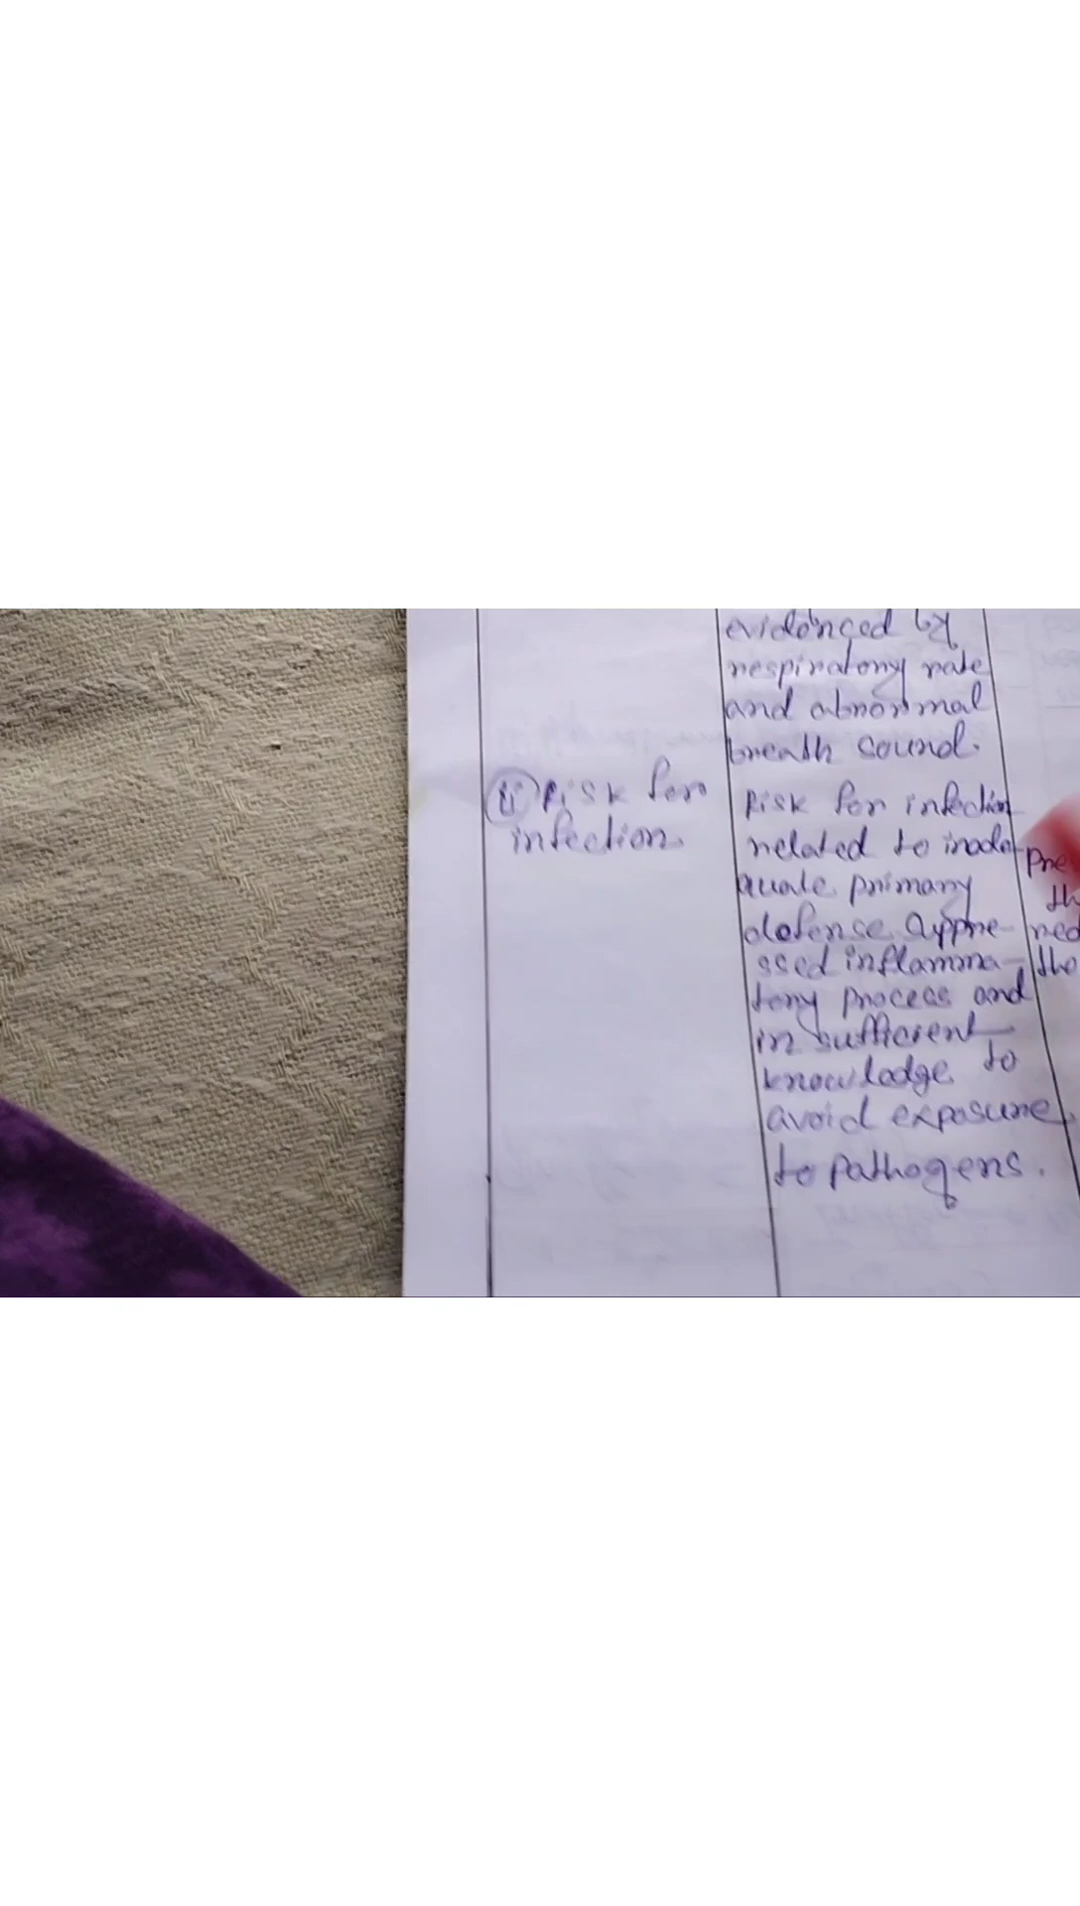 evidenced by
respiratory rate
and abnormal
breath sound.
(ii) Risk for
infection.
Risk for infection
related to inade-
quate primary
defense suppre-
ssed inflamma-
tory process and
in sufficient
knowledge to
avoid exposure
to pathogens.
pre
th
red
the